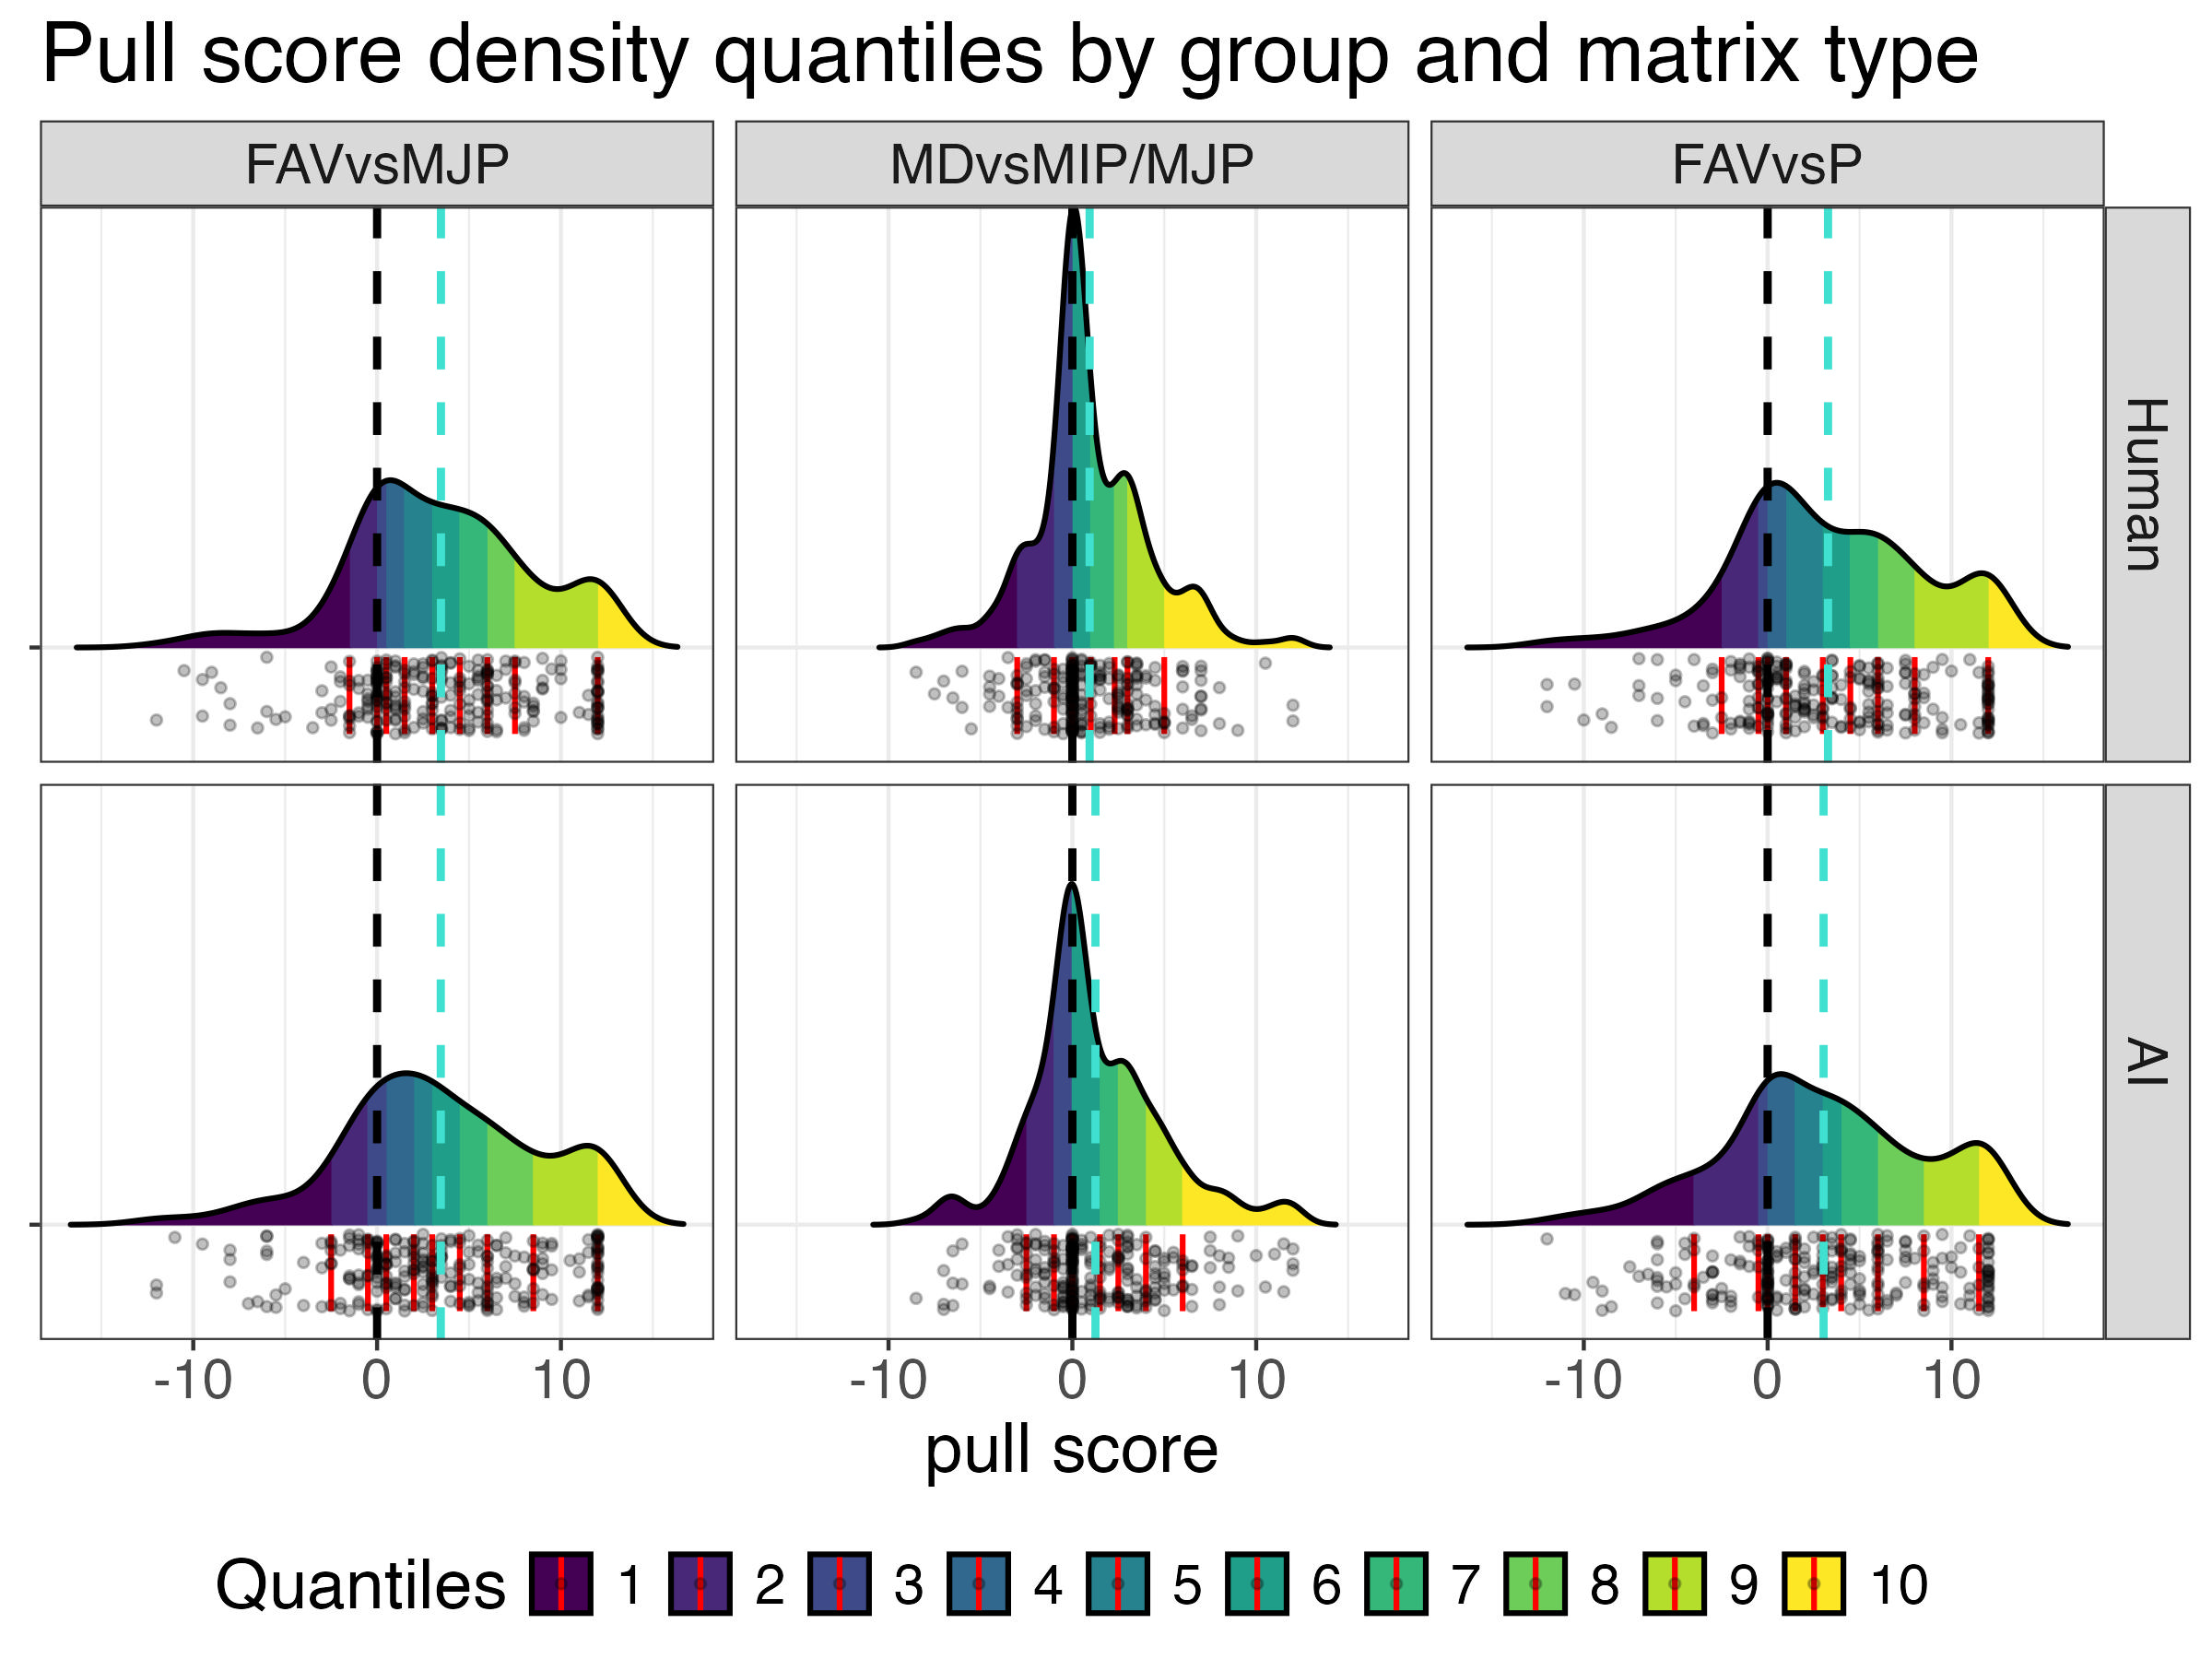 Pull score density quantiles by group and matrix type
FAVvsMJP MDvsMIP/MJP FAVvsP
Human
AI
-10 0 10 -10 0 10 -10 0 10
pull score
Quantiles 1 2 3 4 5 6 7 8 9 10